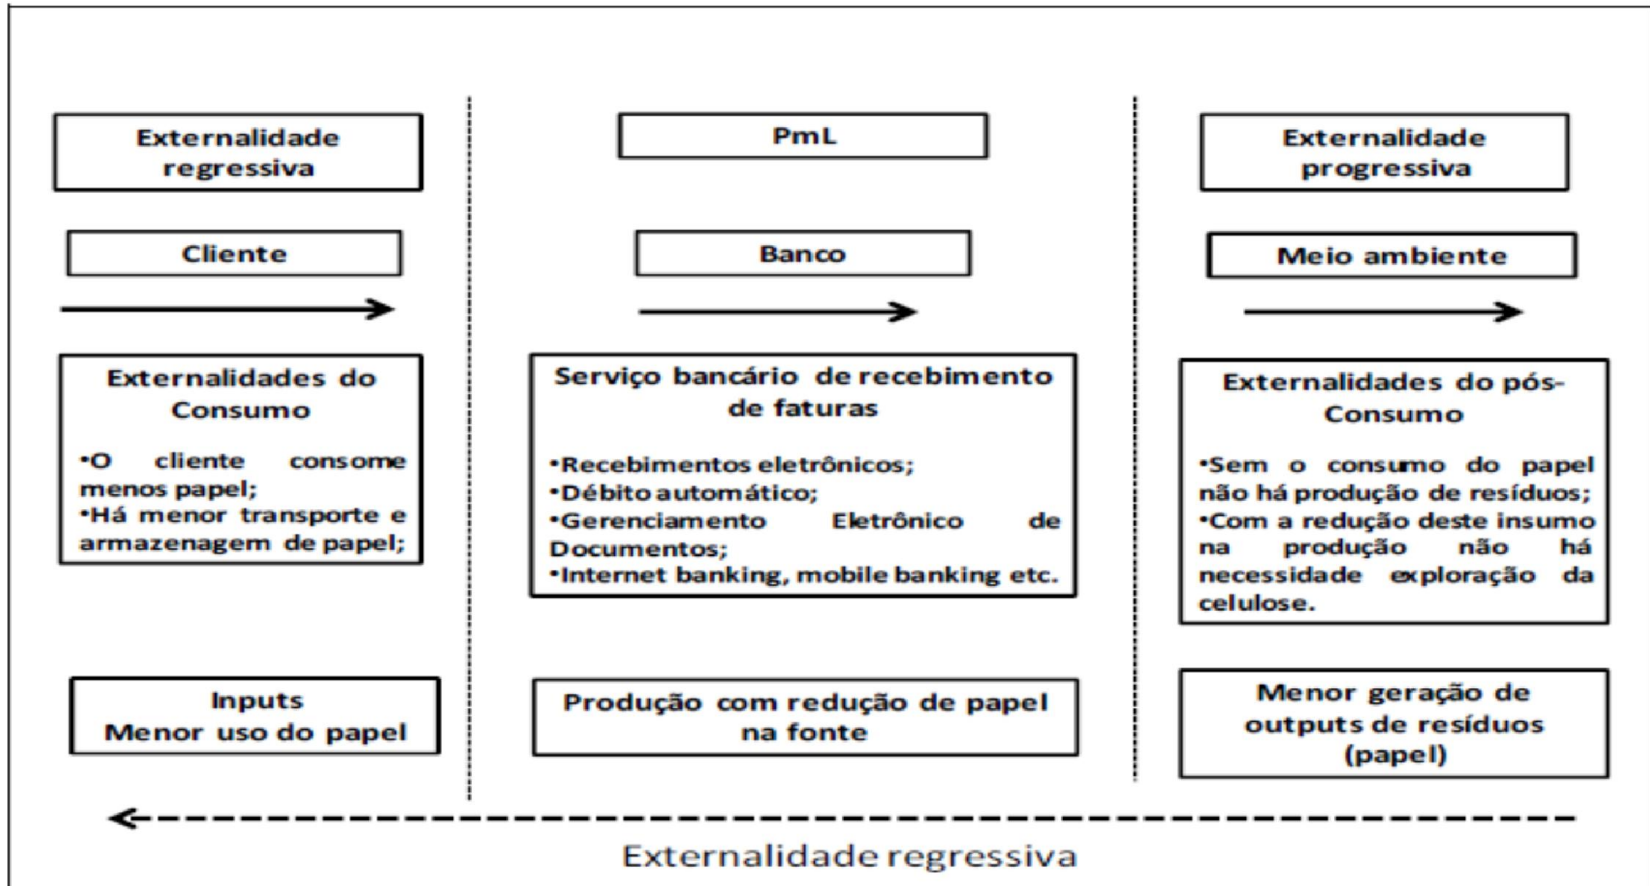 Externalidade
regressiva
Cliente
Externalidades do
Consumo
•O cliente consome
menos papel;
•Há menor transporte e
armazenagem de papel;
Inputs
Menor uso do papel
PmL
Banco
Serviço bancário de recebimento
de faturas
•Recebimentos eletrônicos;
•Débito automático;
•Gerenciamento Eletrônico de
Documentos;
•Internet banking, mobile banking etc.
Produção com redução de papel
na fonte
Externalidade
progressiva
Meio ambiente
Externalidades do pós-
Consumo
•Sem o consumo do papel
não há produção de resíduos;
•Com a redução deste insumo
na produção não há
necessidade exploração da
celulose.
Menor geração de
outputs de resíduos
(papel)
Externalidade regressiva